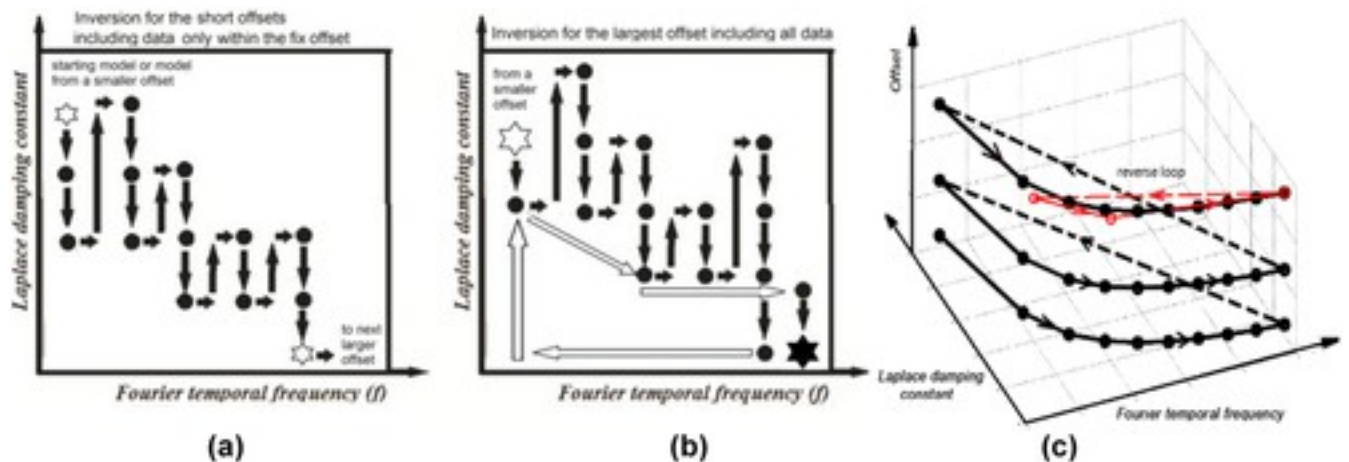 Inversion for the short offsets
including data only within the fix offset
starting model or model
from a smaller offset
Laplace damping constant
to next
larger
offset
Fourier temporal frequency (f)
(a)
Inversion for the largest offset including all data
from a
smaller
offset
Laplace damping constant
Fourier temporal frequency (f)
(b)
Offset
reverse loop
Laplace damping
constant
Fourier temporal frequency
(c)